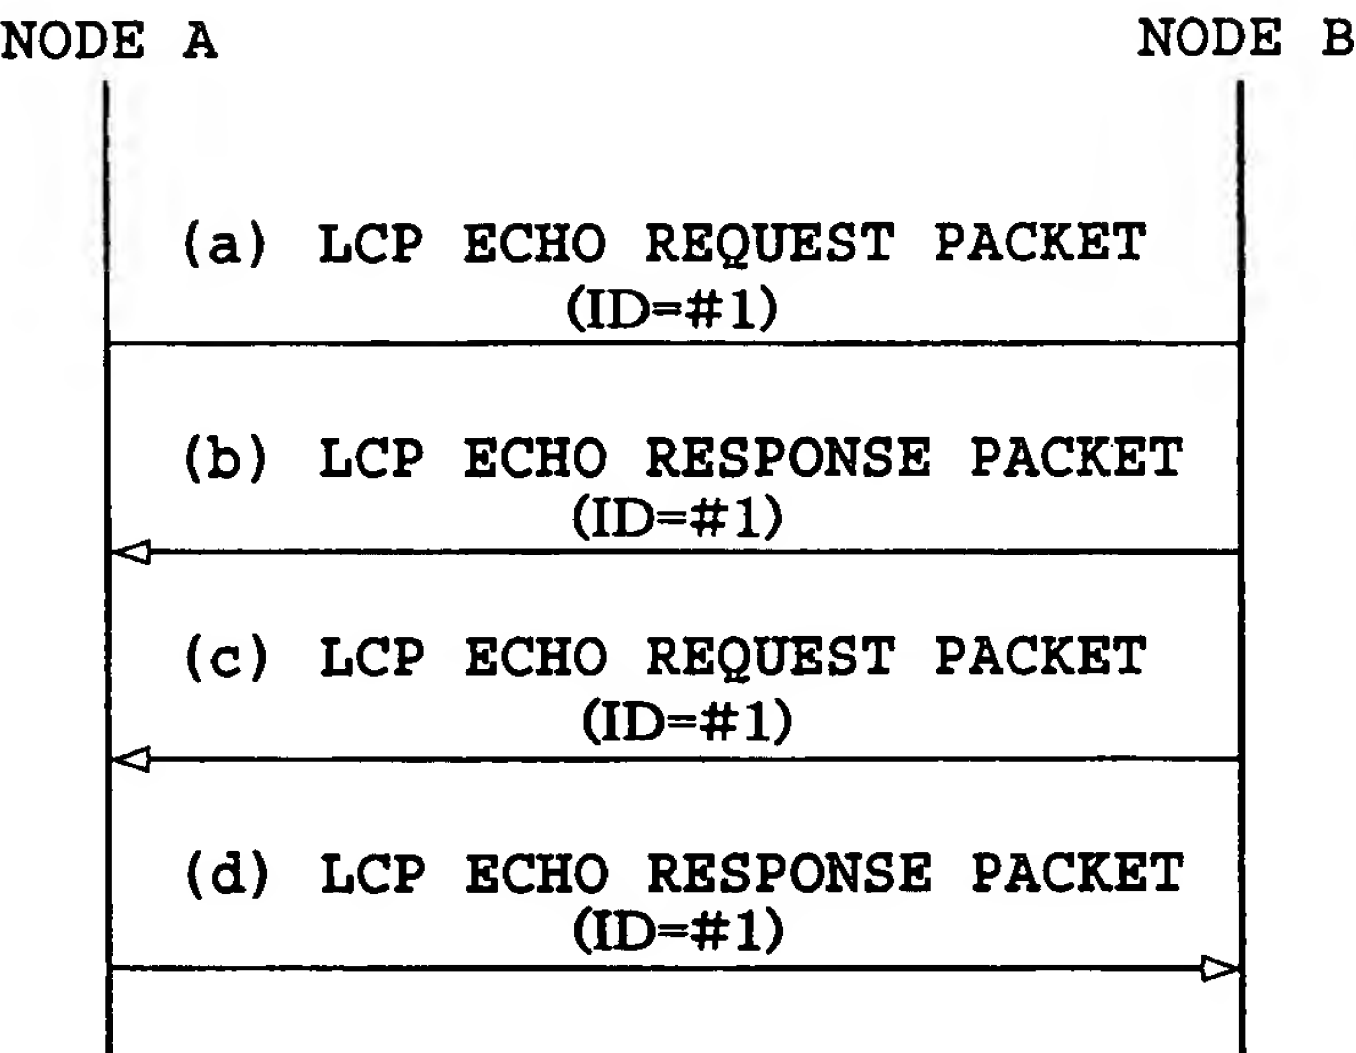 NODE A NODE B
(a) LCP ECHO REQUEST PACKET
(ID=#1)
(b) LCP ECHO RESPONSE PACKET
(ID=#1)
(c) LCP ECHO REQUEST PACKET
(ID=#1)
(d) LCP ECHO RESPONSE PACKET
(ID=#1)